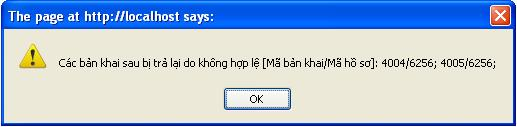 The page at http://localhost says:
Các bản khai sau bị trả lại do không hợp lệ [Mã bản khai/Mã hồ sơ]: 4004/6256; 4005/6256;
OK